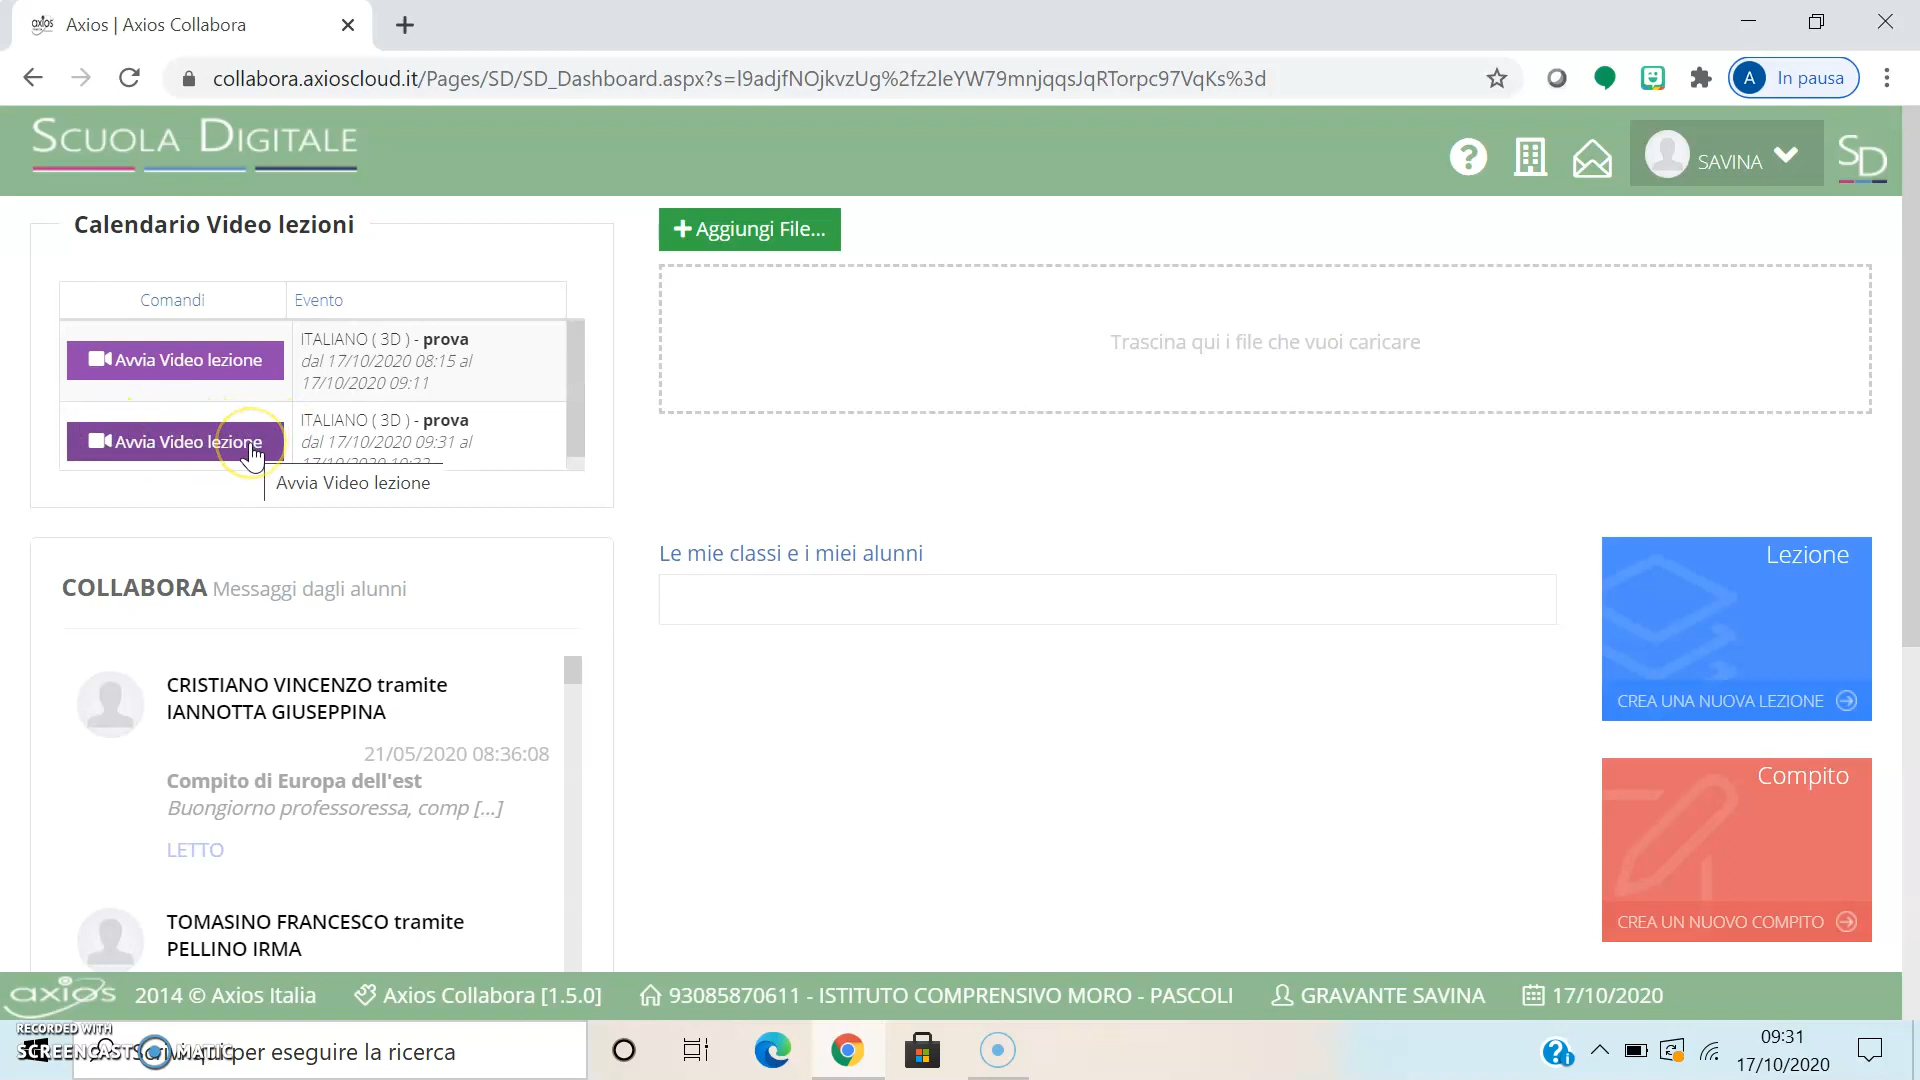 Axios | Axios Collabora
collabora.axioscloud.it/Pages/SD/SD_Dashboard.aspx?s=l9adjfNOjkvzUg%2fz2leYW79mnjqqsJqRTorpc97VqKs%3d
A In pausa
SCUOLA DIGITALE
SAVINA
SD
Calendario Video lezioni
Comandi Evento
Avvia Video lezione
ITALIANO ( 3D ) - prova
dal 17/10/2020 08:15 al
17/10/2020 09:11
Avvia Video lezione
ITALIANO ( 3D ) - prova
dal 17/10/2020 09:31 al
Avvia Video lezione
Aggiungi File...
Trascina qui i file che vuoi caricare
COLLABORA Messaggi dagli alunni
CRISTIANO VINCENZO tramite
IANNOTTA GIUSEPPINA
21/05/2020 08:36:08
Compito di Europa dell'est
Buongiorno professoressa, comp [...]
LETTO
TOMASINO FRANCESCO tramite
PELLINO IRMA
Le mie classi e i miei alunni
Lezione
CREA UNA NUOVA LEZIONE
Compito
CREA UN NUOVO COMPITO
axios 2014 © Axios Italia Axios Collabora [1.5.0] 93085870611 - ISTITUTO COMPRENSIVO MORO - PASCOLI GRAVANTE SAVINA 17/10/2020
RECORDED WITH
SCREENCAST MATIC
per eseguire la ricerca
09:31
17/10/2020